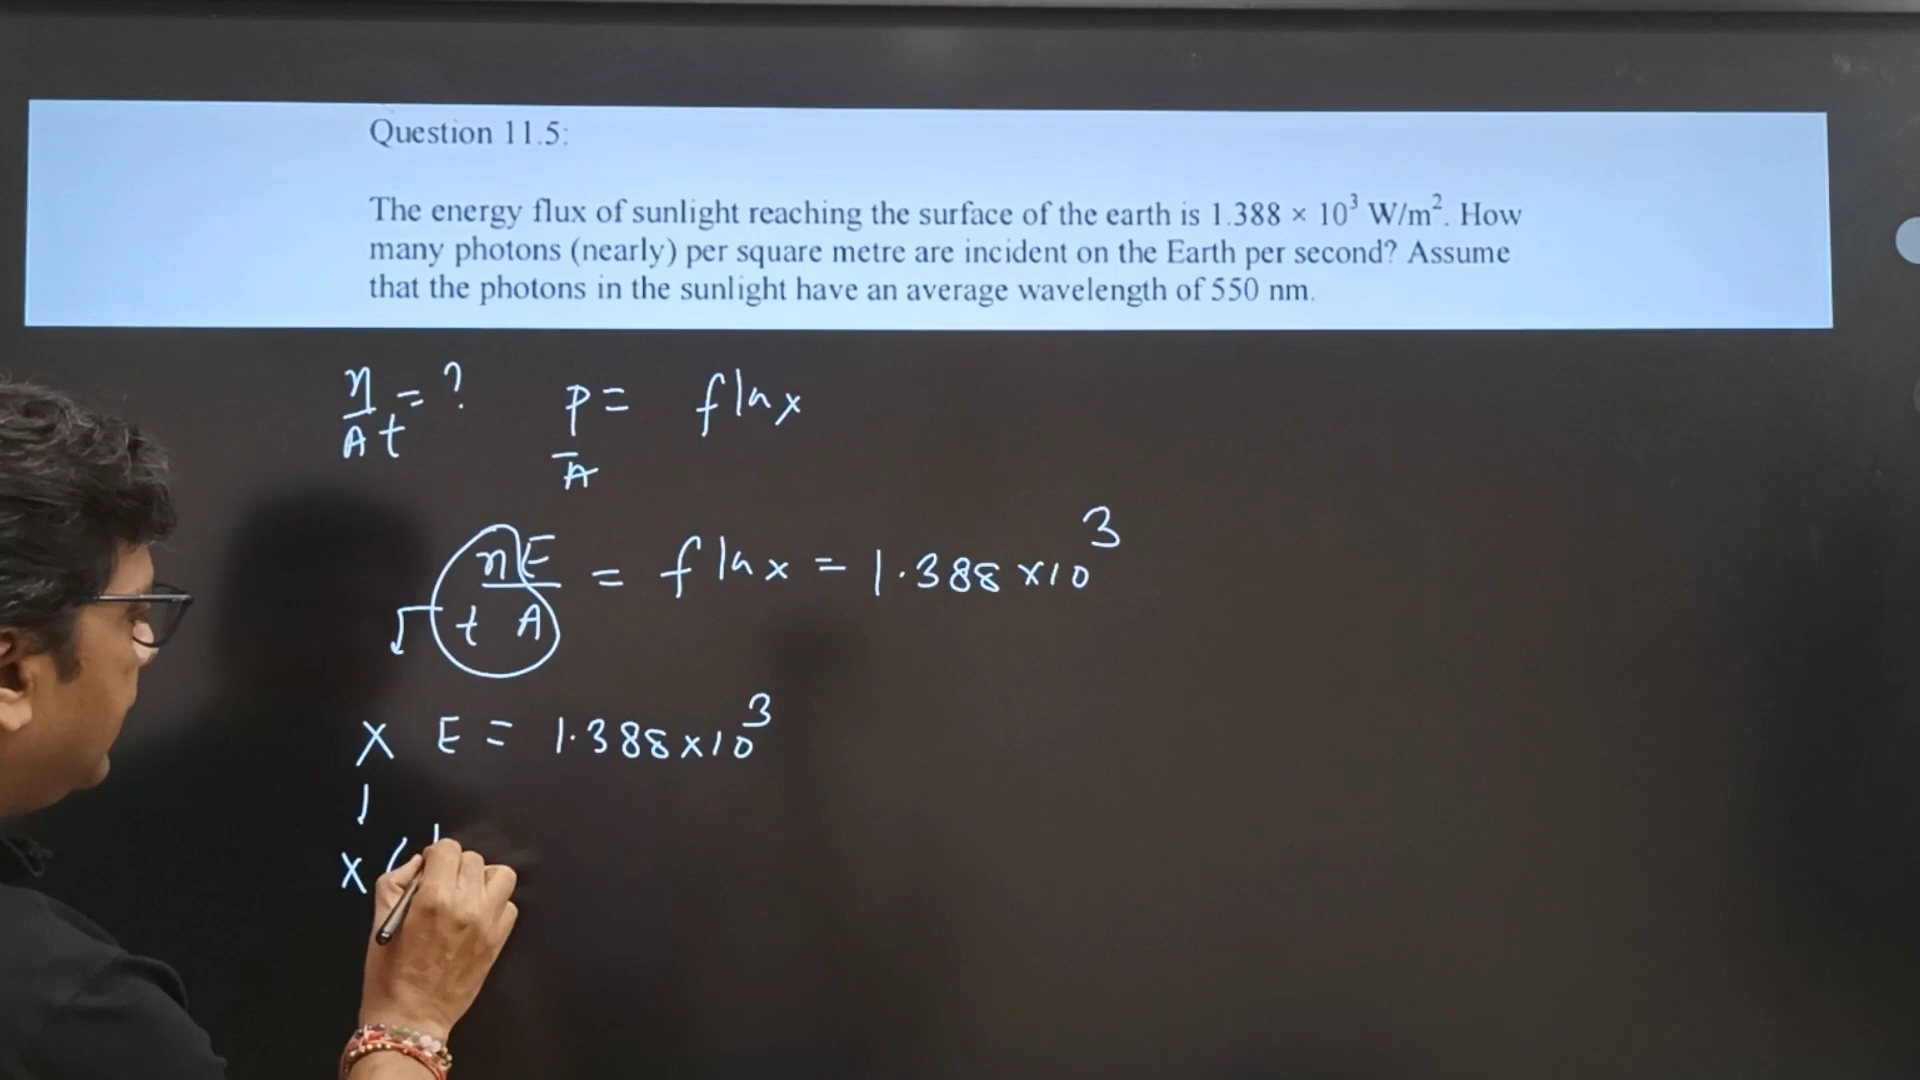 Question 11.5:
The energy flux of sunlight reaching the surface of the earth is 1.388 × 10³ W/m². How
many photons (nearly) per square metre are incident on the Earth per second? Assume
that the photons in the sunlight have an average wavelength of 550 nm.
n/At = ? P/A = flux
nE/tA = flux = 1.388 × 10³
x E = 1.388 × 10³
x (